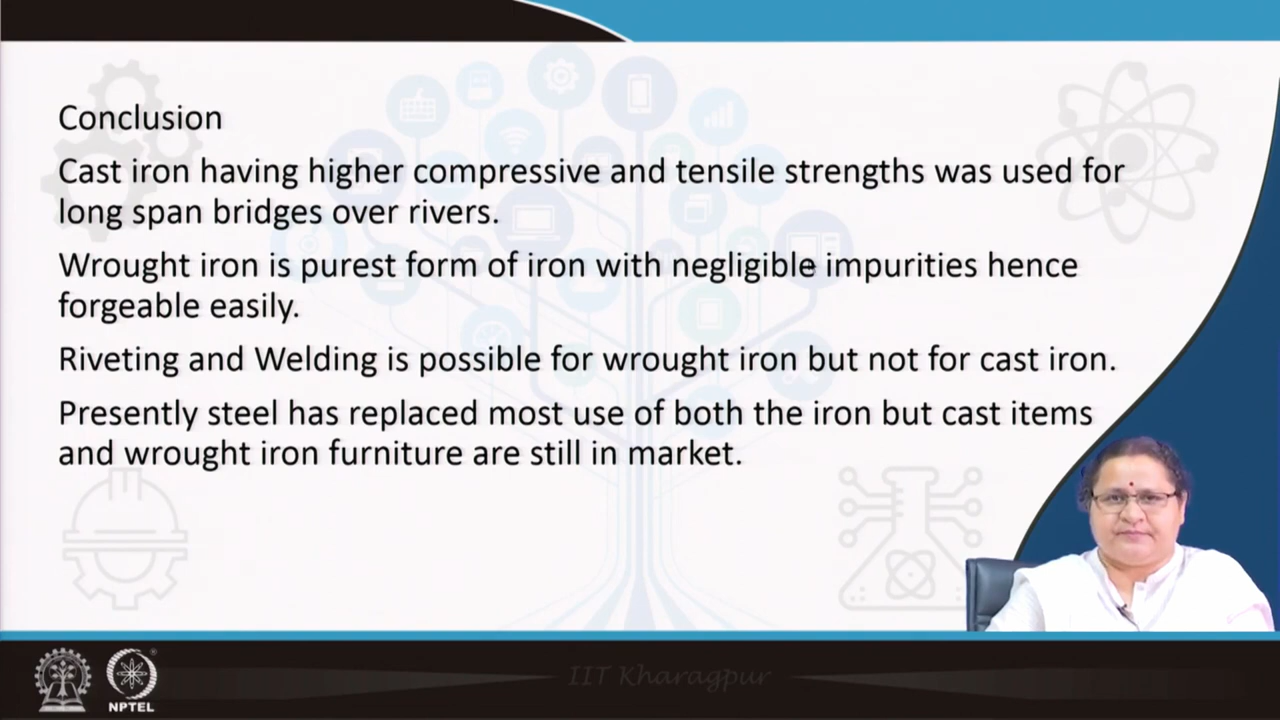 Conclusion
Cast iron having higher compressive and tensile strengths was used for
long span bridges over rivers.
Wrought iron is purest form of iron with negligible impurities hence
forgeable easily.
Riveting and Welding is possible for wrought iron but not for cast iron.
Presently steel has replaced most use of both the iron but cast items
and wrought iron furniture are still in market.
NPTEL
IIT Kharagpur